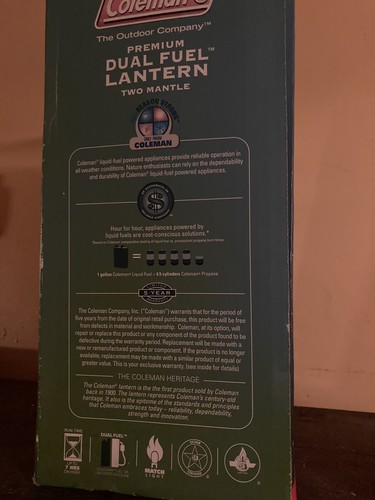 Coleman
The Outdoor Company™
PREMIUM
DUAL FUEL™
LANTERN
TWO MANTLE
ONLY FROM
COLEMAN
Coleman® liquid fuel powered appliances provide reliable operation in
all weather conditions. Nature enthusiasts can rely on the dependability
and durability of Coleman® liquid fuel powered appliances.
Hour for hour, appliances powered by
liquid fuels are cost-conscious solutions.*
1 gallon Coleman® Liquid Fuel = 4.5 cylinders Coleman® Propane
5 YEAR
The Coleman Company, Inc. ("Coleman") warrants that for the period of
five years from the date of original retail purchase, this product will be free
from defects in material and workmanship. Coleman, at its option, will
repair or replace this product or any component of the product found to be
defective during the warranty period. Replacement will be made with a
new or remanufactured product or component. If the product is no longer
available, replacement may be made with a similar product of equal or
greater value. This is your exclusive warranty. (see inside for details)
THE COLEMAN HERITAGE
The Coleman® lantern is the first product sold by Coleman
back in 1900. The lantern represents Coleman's century-old
heritage. It also is the epitome of the standards and principles
that Coleman embraces today – reliability, dependability,
strength and innovation.
RUN TIME
7 HRS
ON HIGH
DUAL FUEL™
MATCH
LIGHT